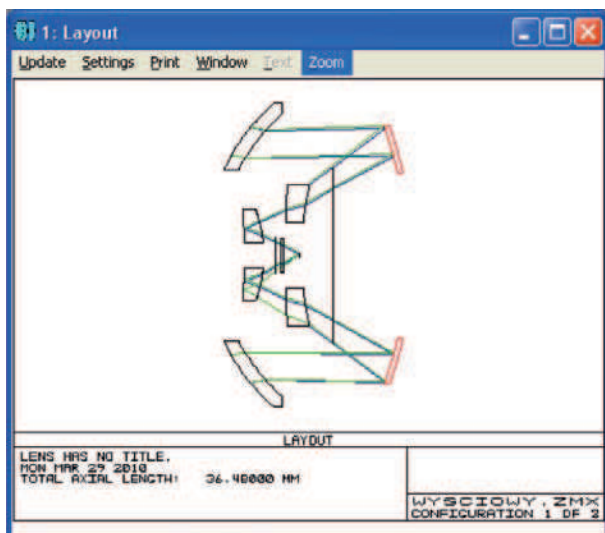 1: Layout
Update Settings Print Window Text Zoom
LAYOUT
LENS HAS NO TITLE.
MON MAR 29 2010
TOTAL AXIAL LENGTH: 36.48000 MM
WYSCIOWY.ZMX
CONFIGURATION 1 OF 2